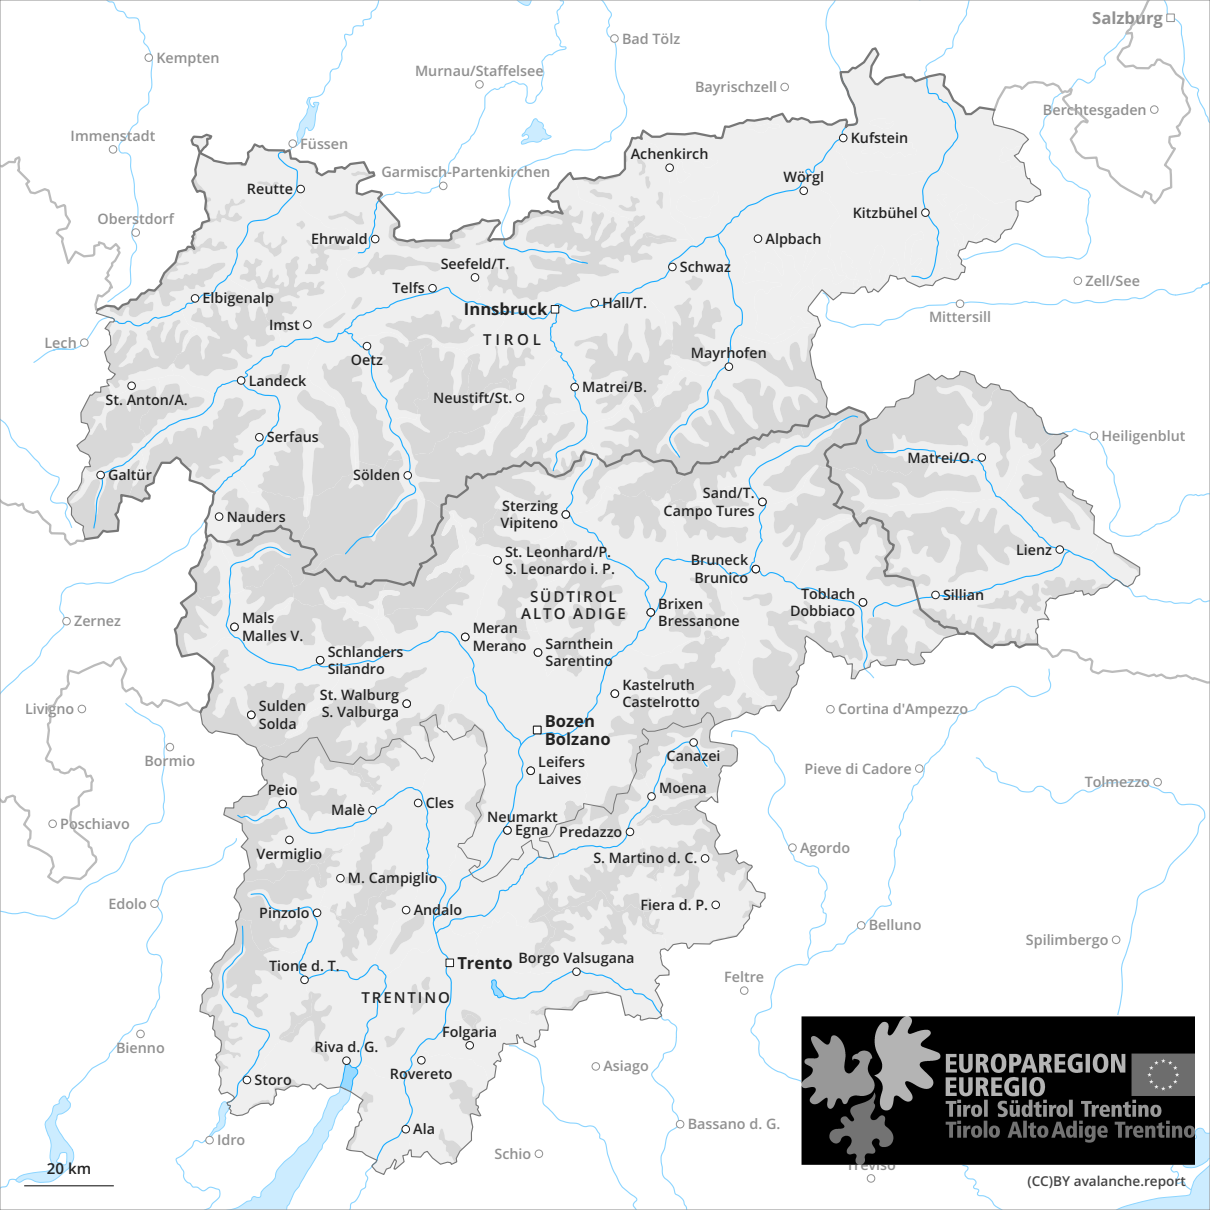 Salzburg
Bad Tölz
Kempten
Murnau/Staffelsee
Bayrischzell
Berchtesgaden
Immenstadt
Füssen
Kufstein
Achenkirch
Garmisch-Partenkirchen
Wörgl
Reutte
Oberstdorf
Kitzbühel
Ehrwald
Alpbach
Seefeld/T.
Schwaz
Zell/See
Telfs
Elbigenalp
Hall/T.
Innsbruck
Mittersill
Imst
TIROL
Lech
Oetz
Mayrhofen
Landeck
Matrei/B.
St. Anton/A.
Neustift/St.
Serfaus
Heiligenblut
Matrei/O.
Galtür
Sölden
Sand/T.
Campo Tures
Sterzing
Vipiteno
Nauders
St. Leonhard/P.
S. Leonardo i. P.
Lienz
Bruneck
Brunico
SÜDTIROL
ALTO ADIGE
Toblach
Dobbiaco
Sillian
Brixen
Bressanone
Zernez
Mals
Malles V.
Meran
Merano
Sarnthein
Sarentino
Schlanders
Silandro
Kastelruth
Castelrotto
St. Walburg
S. Valburga
Livigno
Sulden
Solda
Cortina d'Ampezzo
Bozen
Bolzano
Bormio
Canazei
Leifers
Laives
Pieve di Cadore
Tolmezzo
Peio
Moena
Malè
Cles
Neumarkt
Egna
Predazzo
Poschiavo
Vermiglio
Agordo
S. Martino d. C.
M. Campiglio
Edolo
Pinzolo
Andalo
Fiera d. P.
Belluno
Spilimbergo
Trento
Borgo Valsugana
Tione d. T.
Feltre
TRENTINO
Folgaria
Bienno
Riva d. G.
Rovereto
Asiago
Storo
EUROPAREGION
EUREGIO
Tirol Südtirol Trentino
Tirolo Alto Adige Trentino
Ala
Bassano d. G.
Idro
Schio
Treviso
20 km
(CC)BY avalanche.report